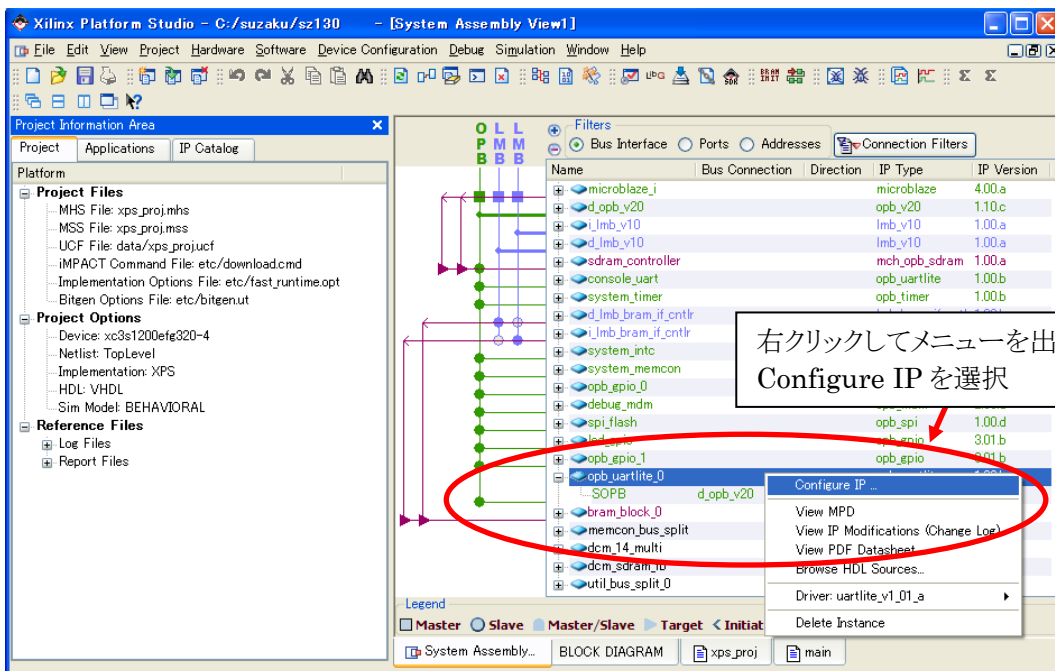 Xilinx Platform Studio - C:/suzaku/sz130 - [System Assembly View1]
File Edit View Project Hardware Software Device Configuration Debug Simulation Window Help
Project Information Area
Project Applications IP Catalog
Platform
Project Files
MHS File: xps_proj.mhs
MSS File: xps_proj.mss
UCF File: data/xps_proj.ucf
iMPACT Command File: etc/download.cmd
Implementation Options File: etc/fast_runtime.opt
Bitgen Options File: etc/bitgen.ut
Project Options
Device: xc3s1200efg320-4
Netlist: TopLevel
Implementation: XPS
HDL: VHDL
Sim Model: BEHAVIORAL
Reference Files
Log Files
Report Files
OPB LMB LMB
Filters
Bus Interface Ports Addresses Connection Filters
Name Bus Connection Direction IP Type IP Version
microblaze_i microblaze 4.00.a
d_opb_v20 opb_v20 1.10.c
i_lmb_v10 lmb_v10 1.00.a
d_lmb_v10 lmb_v10 1.00.a
sdram_controller mch_opb_sdram 1.00.a
console_uart opb_uartlite 1.00.b
system_timer opb_timer 1.00.b
d_lmb_bram_if_cntlr
i_lmb_bram_if_cntlr
system_intc
system_memcon
opb_gpio_0
debug_mdm
spi_flash opb_spi 1.00.d
led_gpio opb_gpio 3.01.b
opb_gpio_1 opb_gpio 3.01.b
opb_uartlite_0
SOPB d_opb_v20
bram_block_0
memcon_bus_split
dcm_14_multi
dcm_sdram_fb
util_bus_split_0
右クリックしてメニューを出
Configure IP を選択
Configure IP ...
View MPD
View IP Modifications (Change Log)
View PDF Datasheet
Browse HDL Sources...
Driver: uartlite_v1_01_a
Delete Instance
Legend
Master Slave Master/Slave Target Initiat
System Assembly... BLOCK DIAGRAM xps_proj main